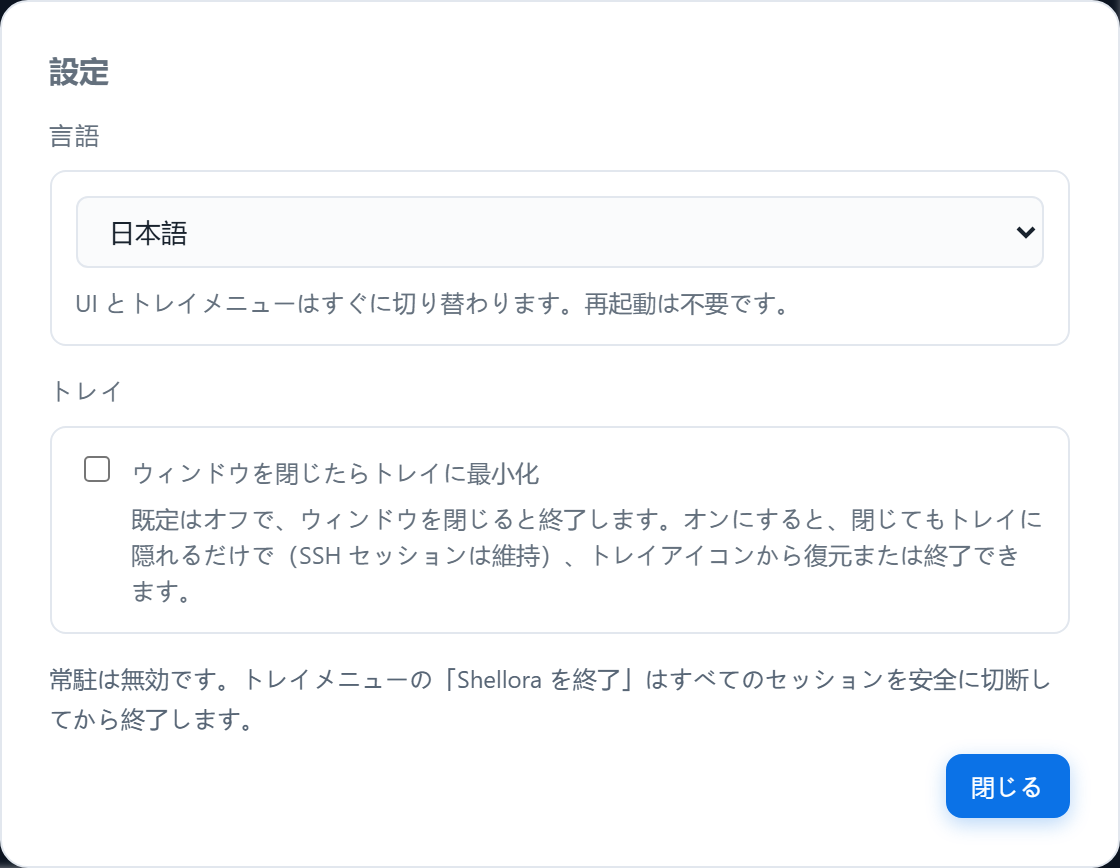 設定
言語
日本語
UI とトレイメニューはすぐに切り替わります。再起動は不要です。
トレイ
ウィンドウを閉じたらトレイに最小化
既定はオフで、ウィンドウを閉じると終了します。オンにすると、閉じてもトレイに
隠れるだけで（SSH セッションは維持）、トレイアイコンから復元または終了でき
ます。
常駐は無効です。トレイメニューの「Shellora を終了」はすべてのセッションを安全に切断し
てから終了します。
閉じる